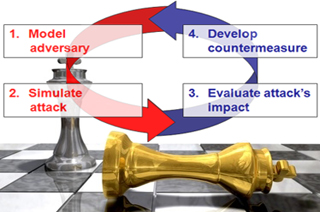 1. Model
adversary
2. Simulate
attack
3. Evaluate attack's
impact
4. Develop
countermeasure